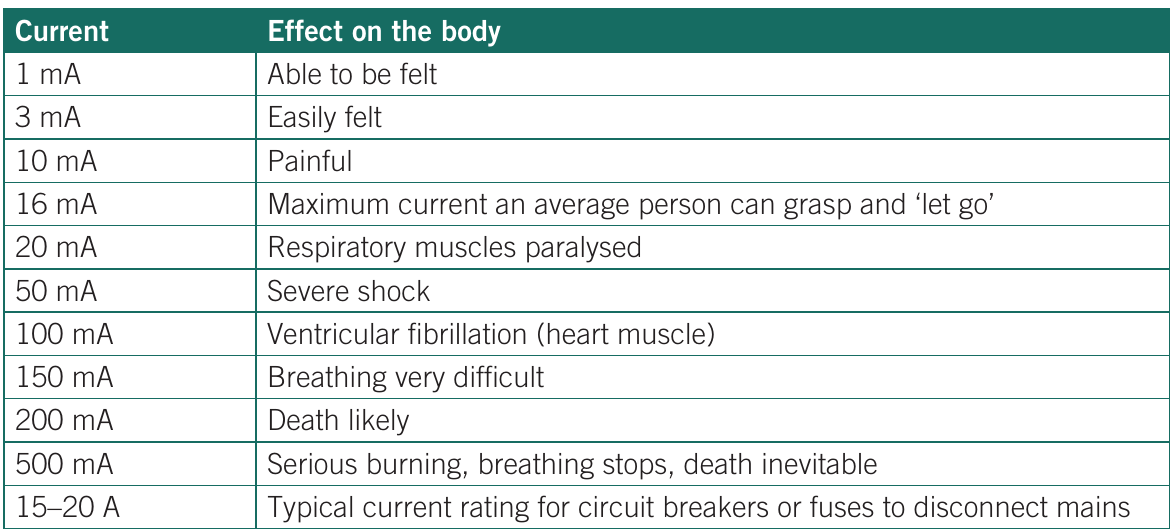 Current Effect on the body
1 mA Able to be felt
3 mA Easily felt
10 mA Painful
16 mA Maximum current an average person can grasp and ‘let go’
20 mA Respiratory muscles paralysed
50 mA Severe shock
100 mA Ventricular fibrillation (heart muscle)
150 mA Breathing very difficult
200 mA Death likely
500 mA Serious burning, breathing stops, death inevitable
15–20 A Typical current rating for circuit breakers or fuses to disconnect mains